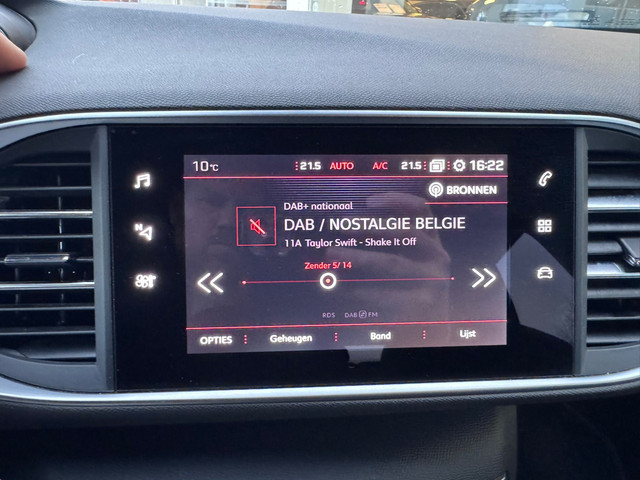 10°C 21.5 AUTO A/C 21.5 16:22
BRONNEN
DAB+ nationaal
DAB / NOSTALGIE BELGIE
11A Taylor Swift - Shake It Off
Zender 5/ 14
RDS DAB FM
OPTIES Geheugen Band Lijst
N